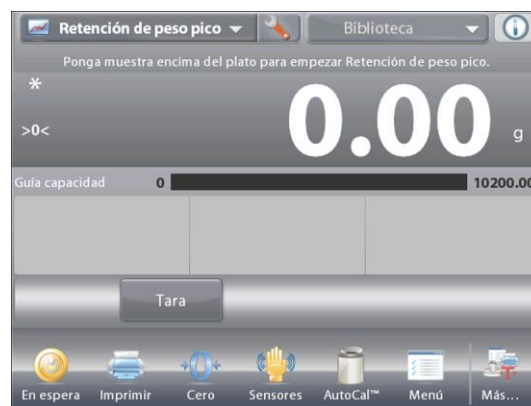 Retención de peso pico Biblioteca
Ponga muestra encima del plato para empezar Retención de peso pico.
*
0.00 g
>0<
Guía capacidad 0 10200.00
Tara
En espera Imprimir Cero Sensores AutoCal™ Menú Más...